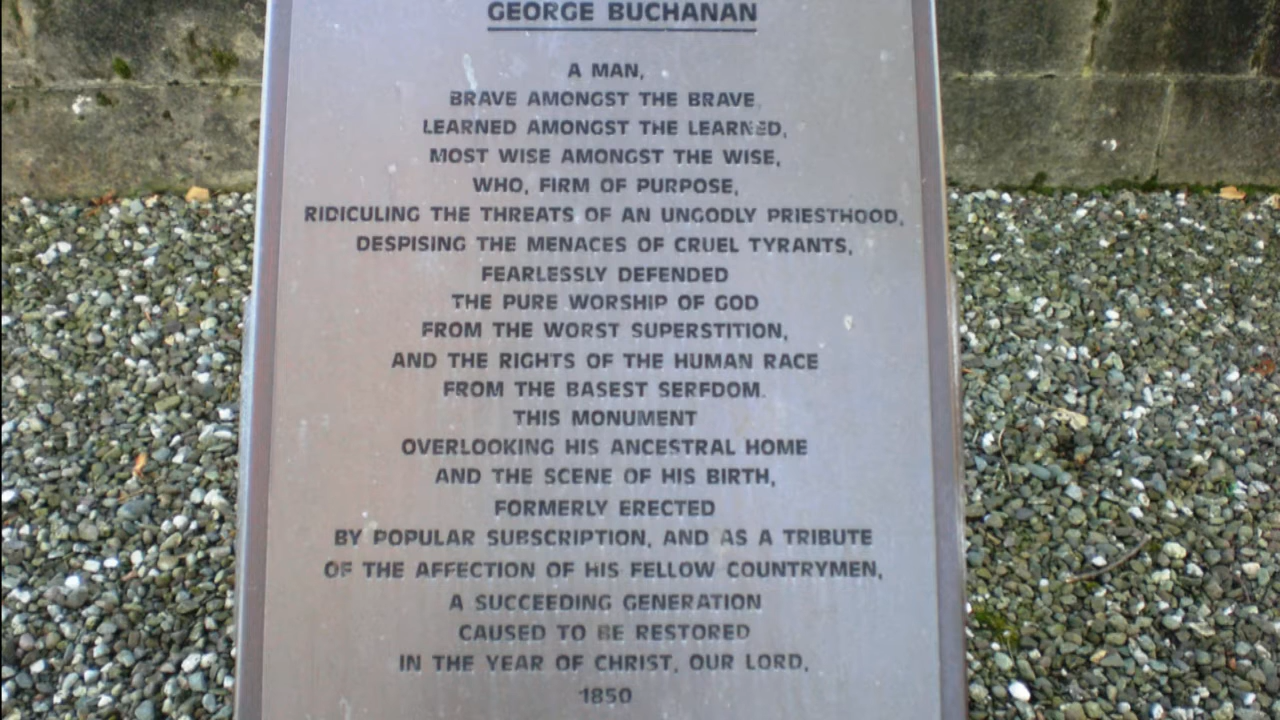 GEORGE BUCHANAN
A MAN,
BRAVE AMONGST THE BRAVE,
LEARNED AMONGST THE LEARNED,
MOST WISE AMONGST THE WISE,
WHO, FIRM OF PURPOSE,
RIDICULING THE THREATS OF AN UNGODLY PRIESTHOOD,
DESPISING THE MENACES OF CRUEL TYRANTS,
FEARLESSLY DEFENDED
THE PURE WORSHIP OF GOD
FROM THE WORST SUPERSTITION,
AND THE RIGHTS OF THE HUMAN RACE
FROM THE BASEST SERFDOM.
THIS MONUMENT
OVERLOOKING HIS ANCESTRAL HOME
AND THE SCENE OF HIS BIRTH,
FORMERLY ERECTED
BY POPULAR SUBSCRIPTION, AND AS A TRIBUTE
OF THE AFFECTION OF HIS FELLOW COUNTRYMEN,
A SUCCEEDING GENERATION
CAUSED TO BE RESTORED
IN THE YEAR OF CHRIST, OUR LORD,
1850